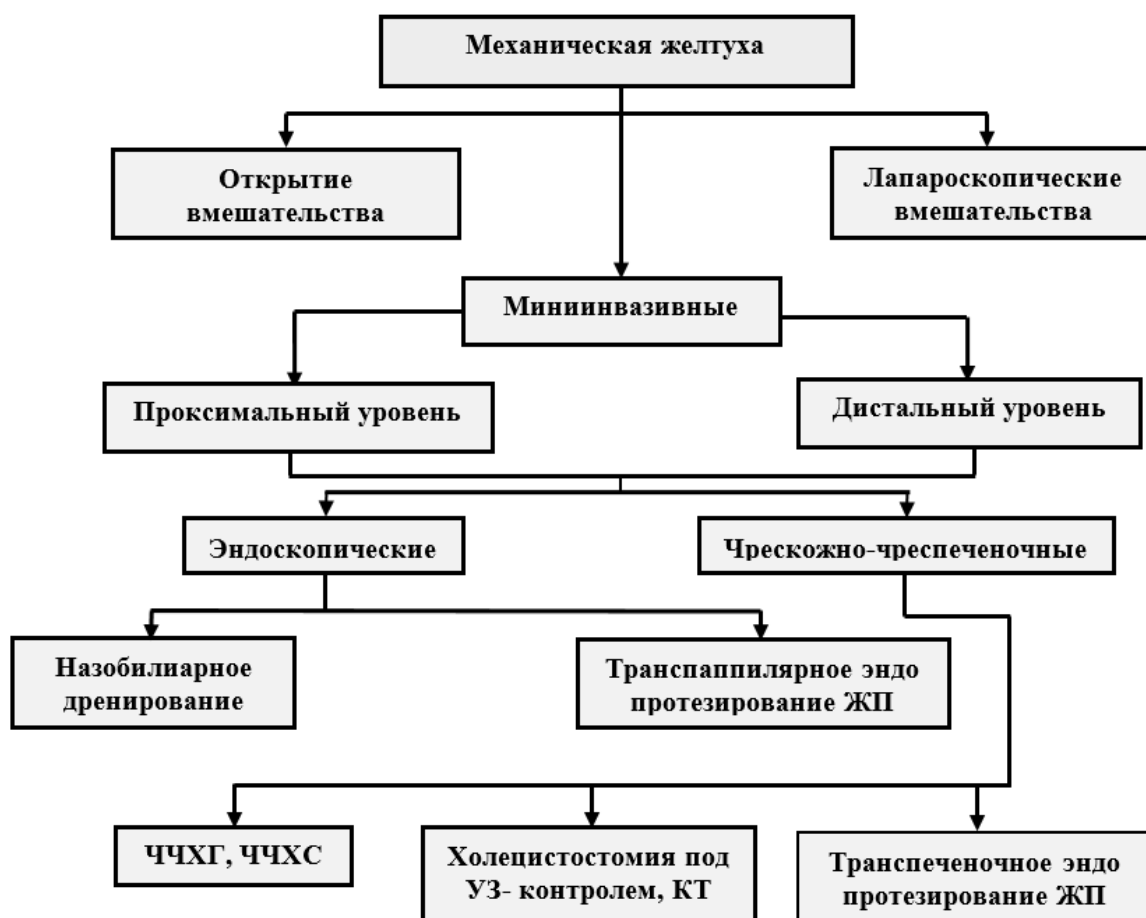 Механическая желтуха
Открытие
вмешательства
Лапароскопические
вмешательства
Миниинвазивные
Проксимальный уровень
Дистальный уровень
Эндоскопические
Чрескожно-чреспеченочные
Назобилиарное
дренирование
Транспаппилярное эндо
протезирование ЖП
ЧЧХГ, ЧЧХС
Холецистостомия под
УЗ- контролем, КТ
Транспеченочное эндо
протезирование ЖП